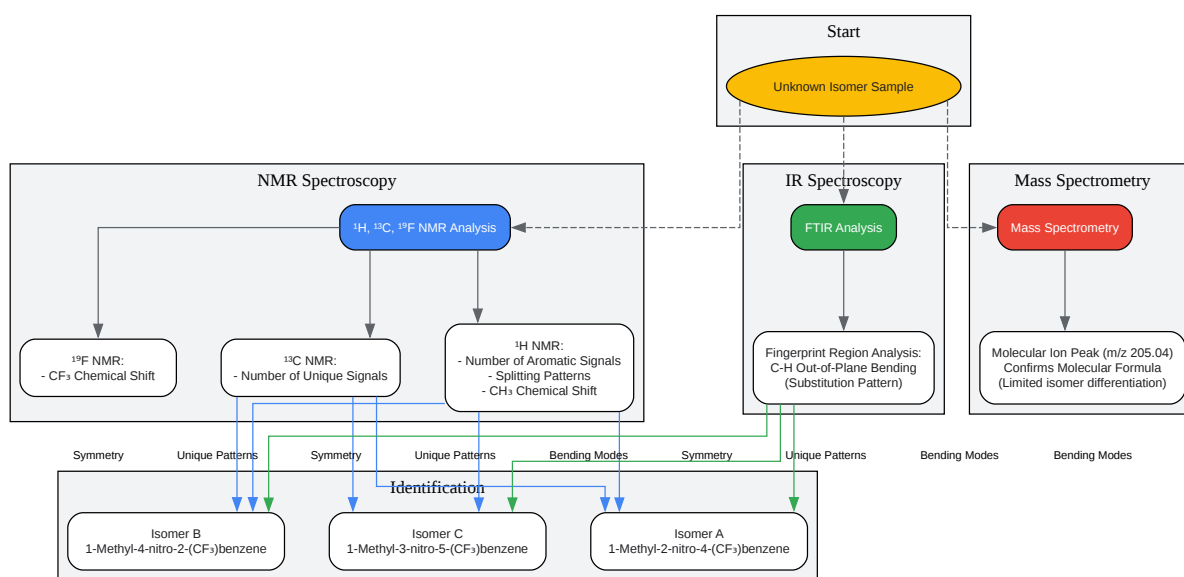 Start
Unknown Isomer Sample
NMR Spectroscopy
IR Spectroscopy
Mass Spectrometry
¹H, ¹³C, ¹⁹F NMR Analysis
FTIR Analysis
Mass Spectrometry
¹⁹F NMR:
- CF₃ Chemical Shift
¹³C NMR:
- Number of Unique Signals
¹H NMR:
- Number of Aromatic Signals
- Splitting Patterns
- CH₃ Chemical Shift
Fingerprint Region Analysis:
C-H Out-of-Plane Bending
(Substitution Pattern)
Molecular Ion Peak (m/z 205.04)
Confirms Molecular Formula
(Limited isomer differentiation)
Symmetry
Unique Patterns
Symmetry
Unique Patterns
Bending Modes
Symmetry
Unique Patterns
Bending Modes
Bending Modes
Identification
Isomer B
1-Methyl-4-nitro-2-(CF₃)benzene
Isomer C
1-Methyl-3-nitro-5-(CF₃)benzene
Isomer A
1-Methyl-2-nitro-4-(CF₃)benzene